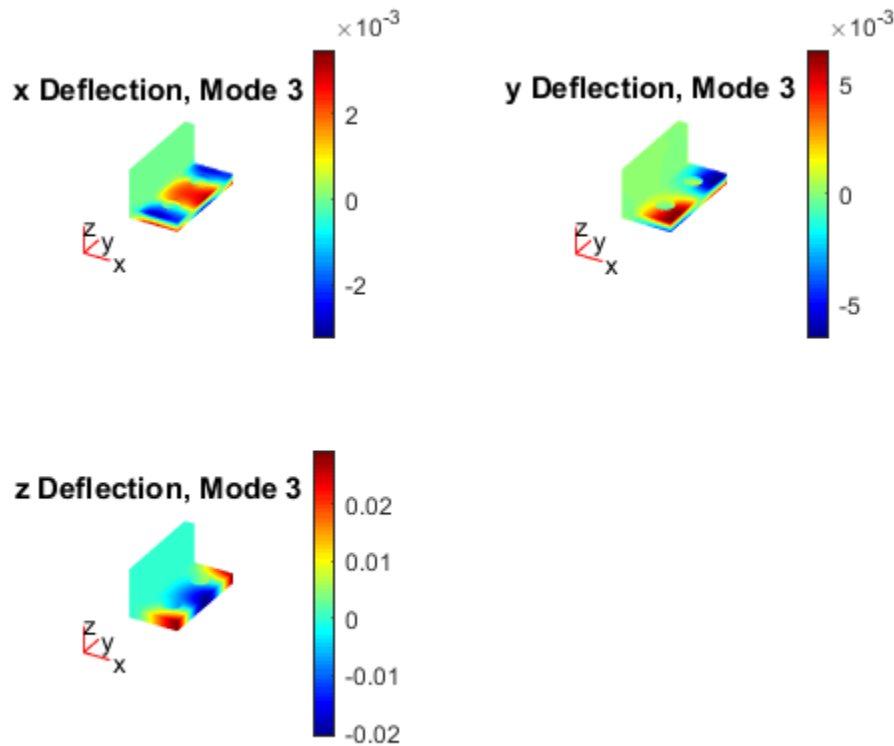 ×10⁻³
x Deflection, Mode 3
2
0
-2
z
y
x
×10⁻³
y Deflection, Mode 3
5
0
-5
z
y
x
z Deflection, Mode 3
0.02
0.01
0
-0.01
-0.02
z
y
x